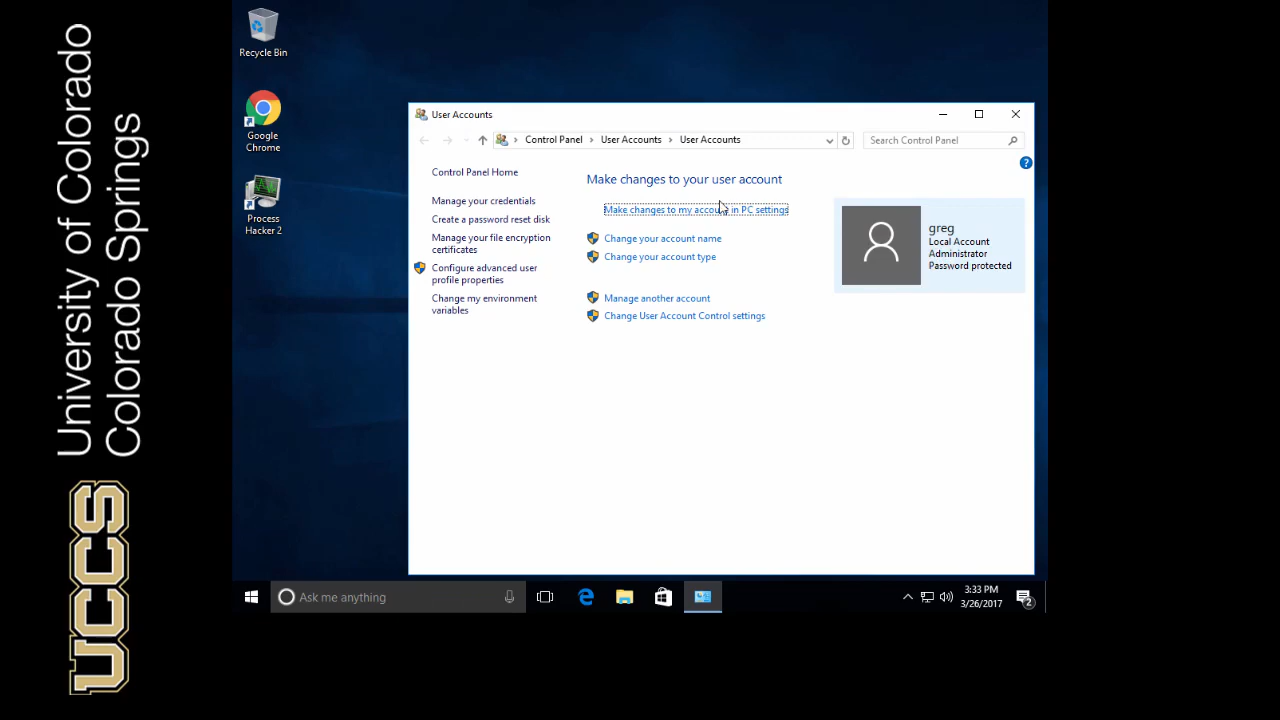 University of Colorado
Colorado Springs
UCCS
Recycle Bin
Google
Chrome
Process
Hacker 2
User Accounts
Control Panel
User Accounts
User Accounts
Search Control Panel
?
Control Panel Home
Manage your credentials
Create a password reset disk
Manage your file encryption
certificates
Configure advanced user
profile properties
Change my environment
variables
Make changes to your user account
Make changes to my account in PC settings
Change your account name
Change your account type
Manage another account
Change User Account Control settings
greg
Local Account
Administrator
Password protected
Ask me anything
3:33 PM
3/26/2017
2